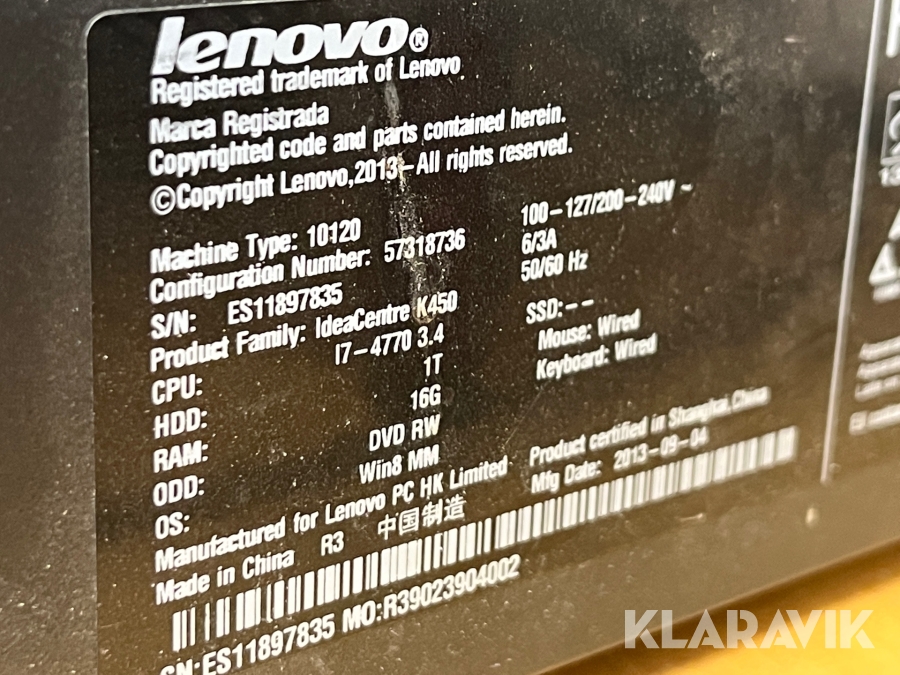 lenovo®
Registered trademark of Lenovo
Marca Registrada
Copyrighted code and parts contained herein.
©Copyright Lenovo,2013-All rights reserved.
Machine Type: 10120
Configuration Number: 57318736
S/N: ES11897835
Product Family: IdeaCentre K450
CPU: I7-4770 3.4
HDD: 1T
RAM: 16G
ODD: DVD RW
OS: Win8 MM
100-127/200-240V ~
6/3A
50/60 Hz
SSD: - -
Mouse: Wired
Keyboard: Wired
Manufactured for Lenovo PC HK Limited
Made in China R3 中国制造
Product certified in Shanghai,China
Mfg Date: 2013-09-04
SN:ES11897835 MO:R39023904002
KLARAVIK